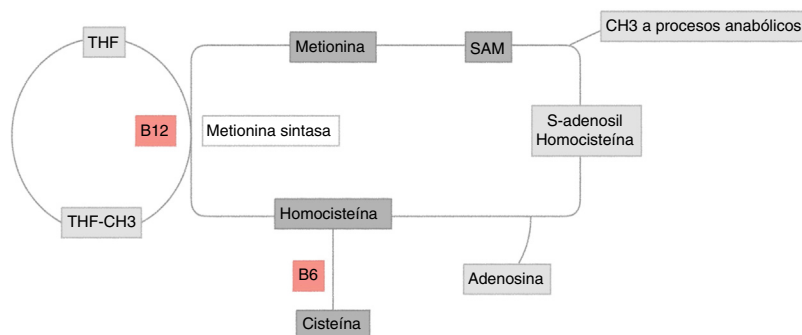 THF
Metionina
SAM
CH3 a procesos anabólicos
B12
Metionina sintasa
S-adenosil
Homocisteína
THF-CH3
Homocisteína
B6
Adenosina
Cisteína